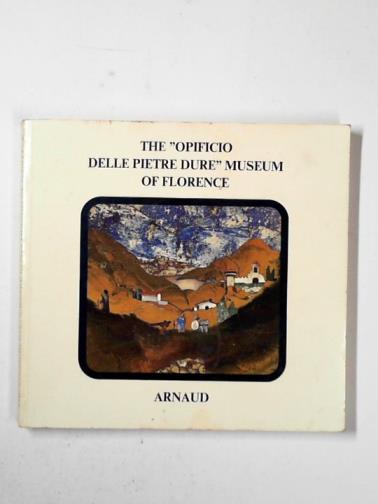 THE ”OPIFICIO
DELLE PIETRE DURE” MUSEUM
OF FLORENCE
ARNAUD